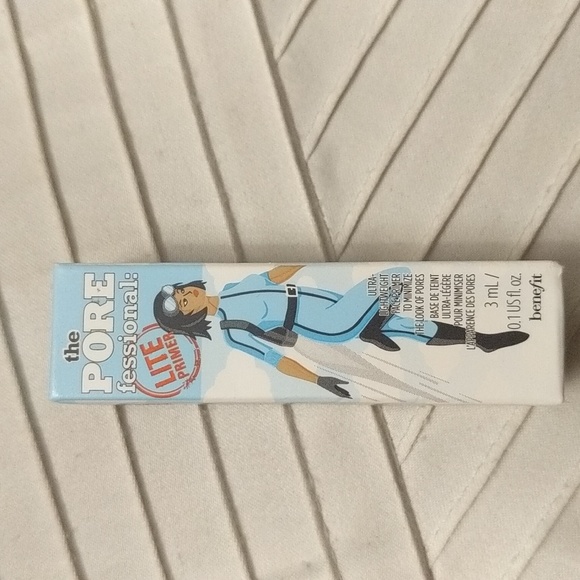 the
PORE
fessional:
LITE
PRIMER
ULTRA-
LIGHTWEIGHT
FACE PRIMER
TO MINIMIZE
THE LOOK OF PORES
BASE DE TEINT
ULTRA-LÉGÈRE
POUR MINIMISER
L'APPARENCE DES PORES
3 mL /
0.1 US fl. oz.
benefit